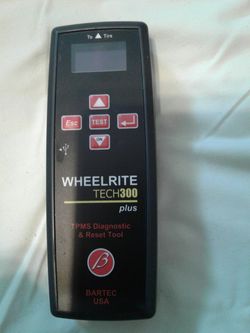 To ▲ Tire
Esc TEST
WHEELRITE
TECH300
plus
TPMS Diagnostic
& Reset Tool
B
BARTEC
USA